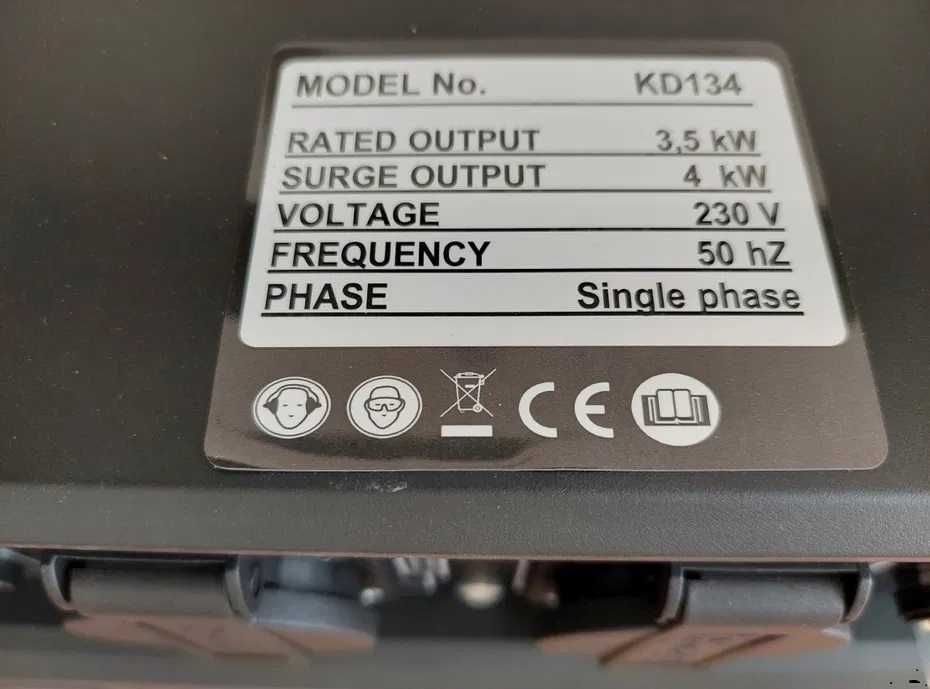 MODEL No. KD134
RATED OUTPUT 3,5 kW
SURGE OUTPUT 4 kW
VOLTAGE 230 V
FREQUENCY 50 hZ
PHASE Single phase
CE